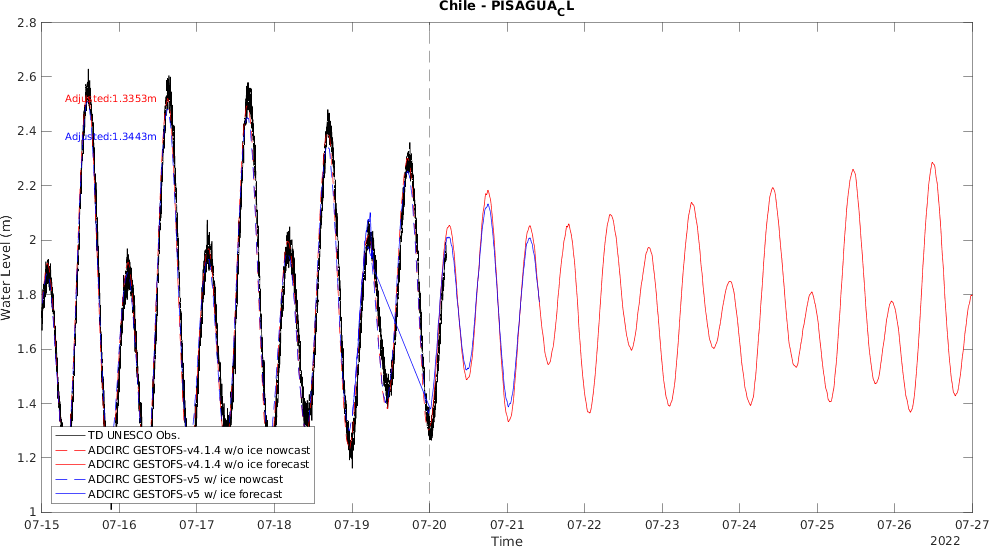 Chile - PISAGUA_CL
2.8
2.6
2.4
2.2
2
1.8
1.6
1.4
1.2
1
Water Level (m)
Adjusted:1.3353m
Adjusted:1.3443m
TD UNESCO Obs.
ADCIRC GESTOFS-v4.1.4 w/o ice nowcast
ADCIRC GESTOFS-v4.1.4 w/o ice forecast
ADCIRC GESTOFS-v5 w/ ice nowcast
ADCIRC GESTOFS-v5 w/ ice forecast
07-15 07-16 07-17 07-18 07-19 07-20 07-21 07-22 07-23 07-24 07-25 07-26 07-27
Time
2022